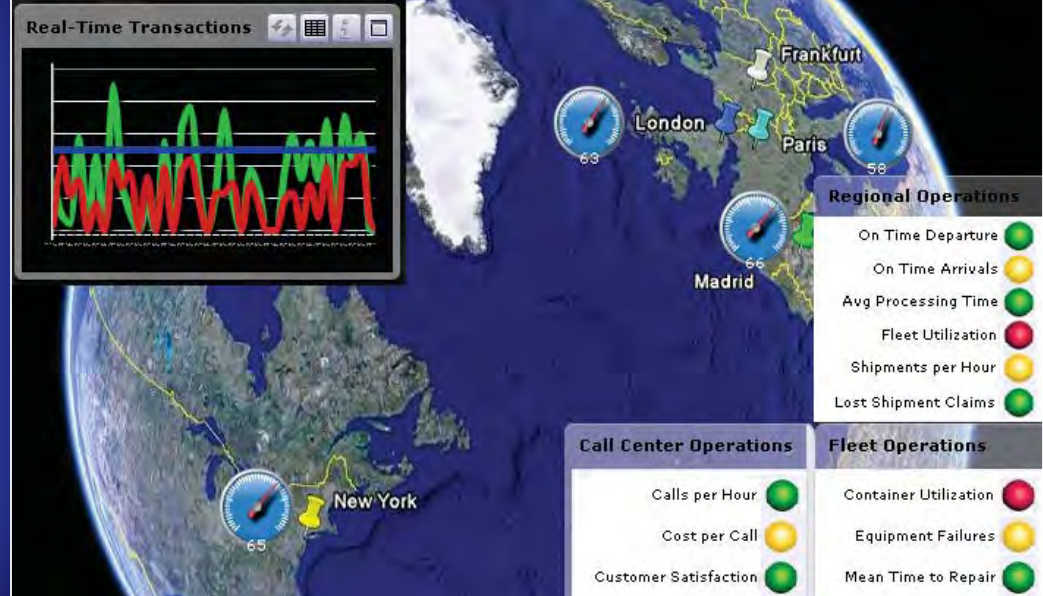 Real-Time Transactions
Frankfurt
London
Paris
63
58
Regional Operations
On Time Departure
On Time Arrivals
Avg Processing Time
Fleet Utilization
Shipments per Hour
Lost Shipment Claims
66
Madrid
Call Center Operations
Calls per Hour
Cost per Call
Customer Satisfaction
Fleet Operations
Container Utilization
Equipment Failures
Mean Time to Repair
New York
65